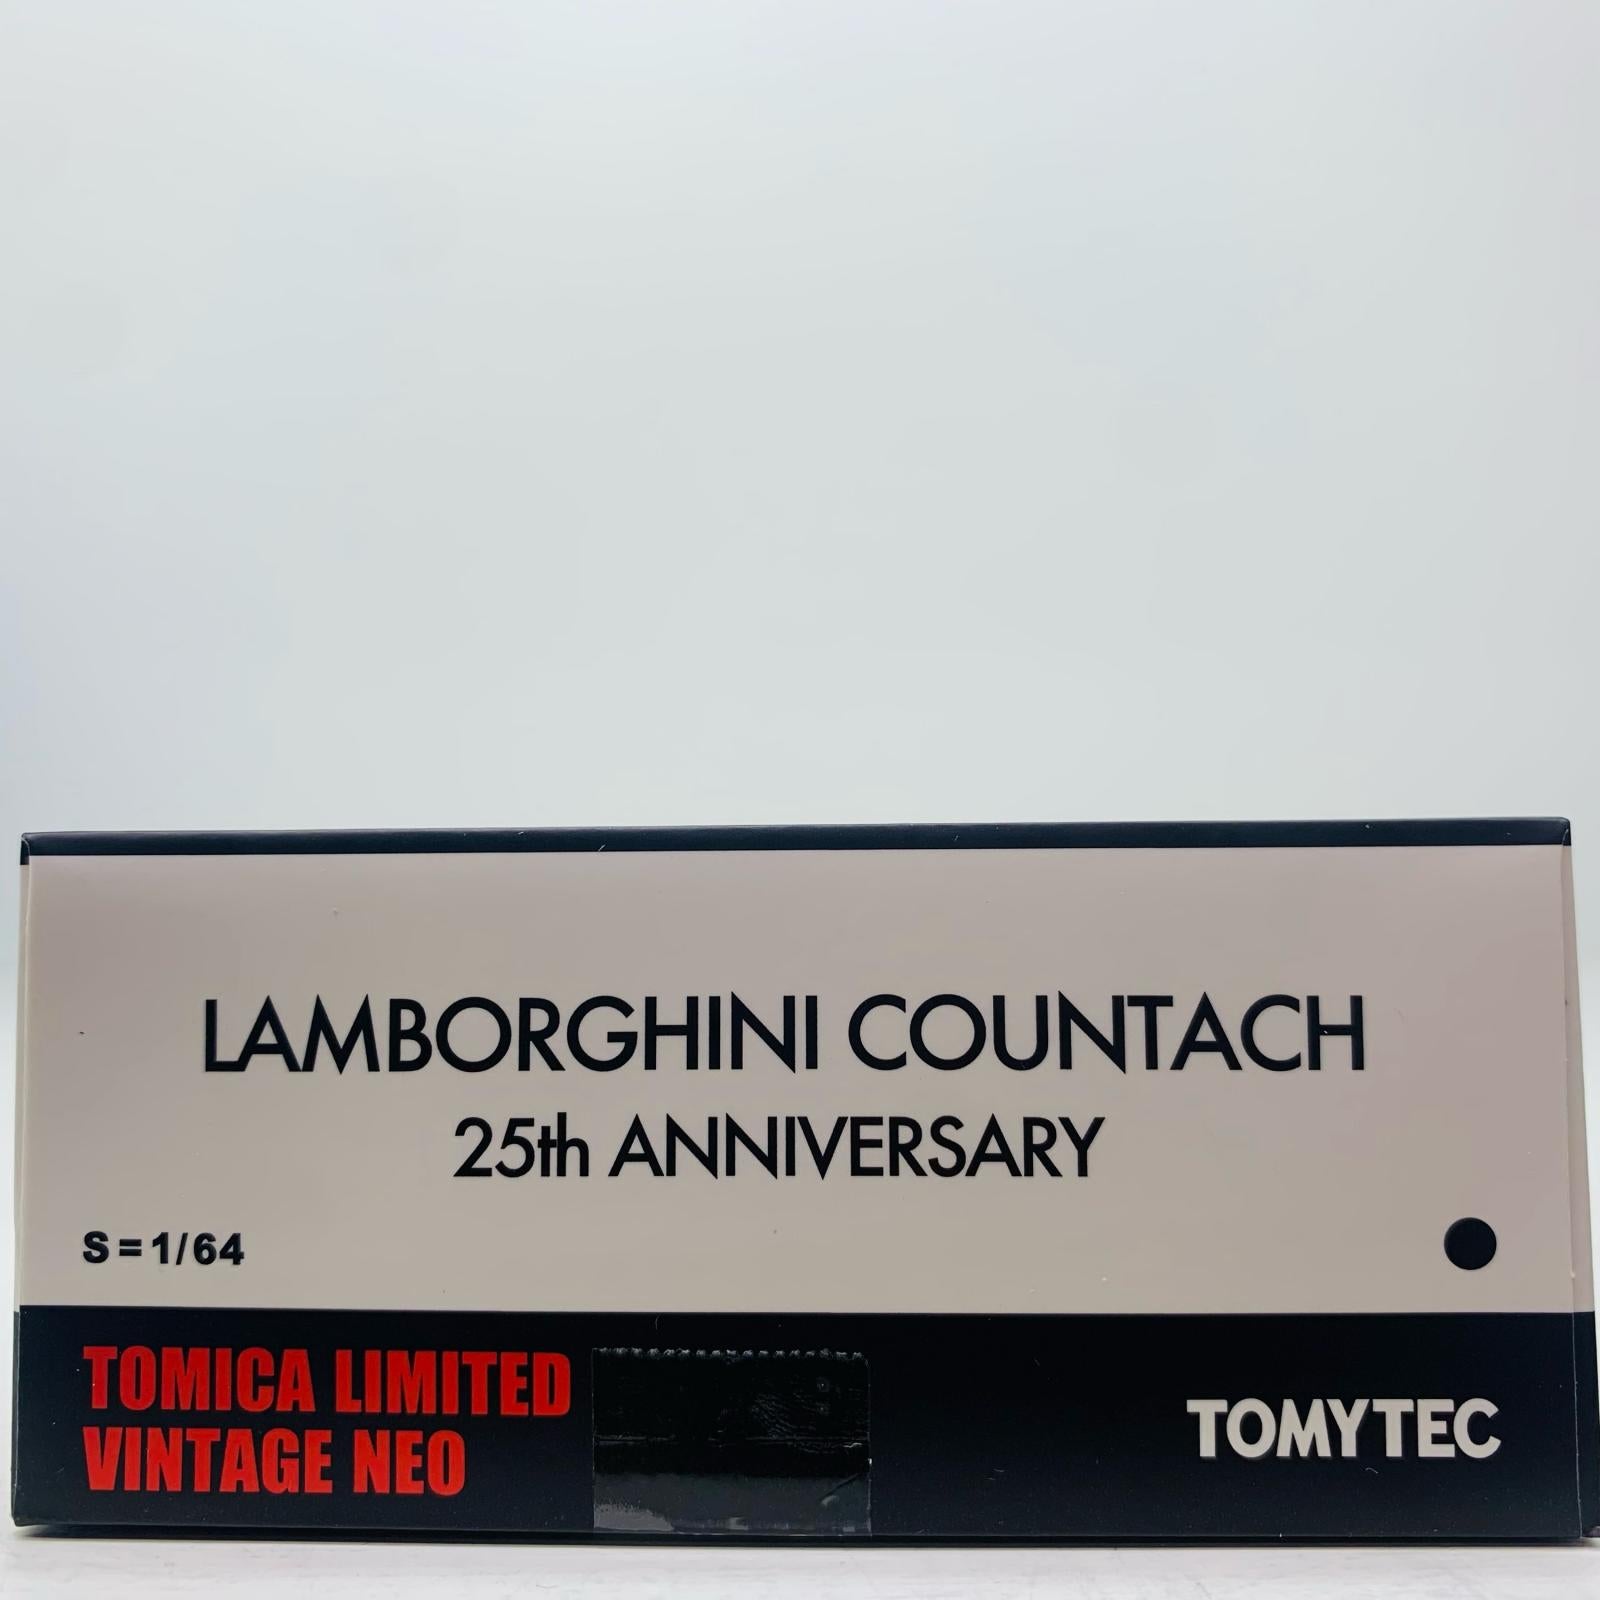 LAMBORGHINI COUNTACH
25th ANNIVERSARY
S=1/64
TOMICA LIMITED
VINTAGE NEO
TOMYTEC